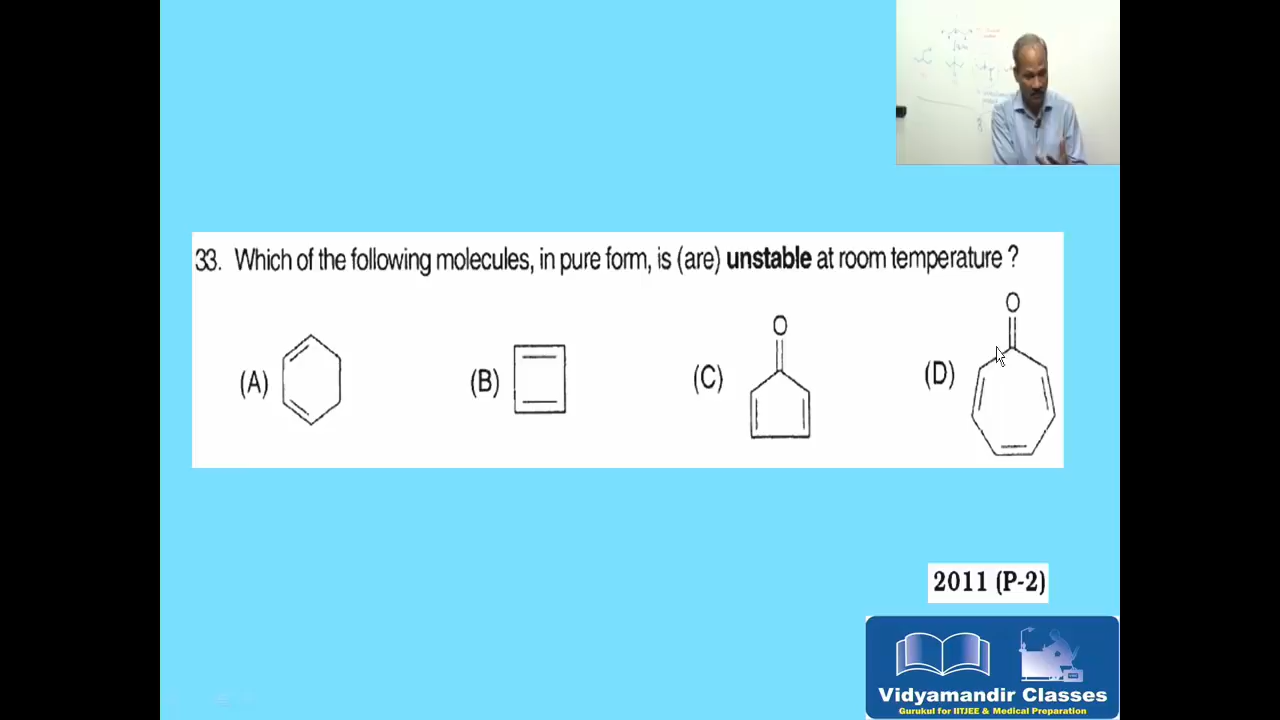 33. Which of the following molecules, in pure form, is (are) unstable at room temperature ?
(A)
(B)
(C)
O
(D)
O
2011 (P-2)
Vidyamandir Classes
Gurukul for IITJEE & Medical Preparation